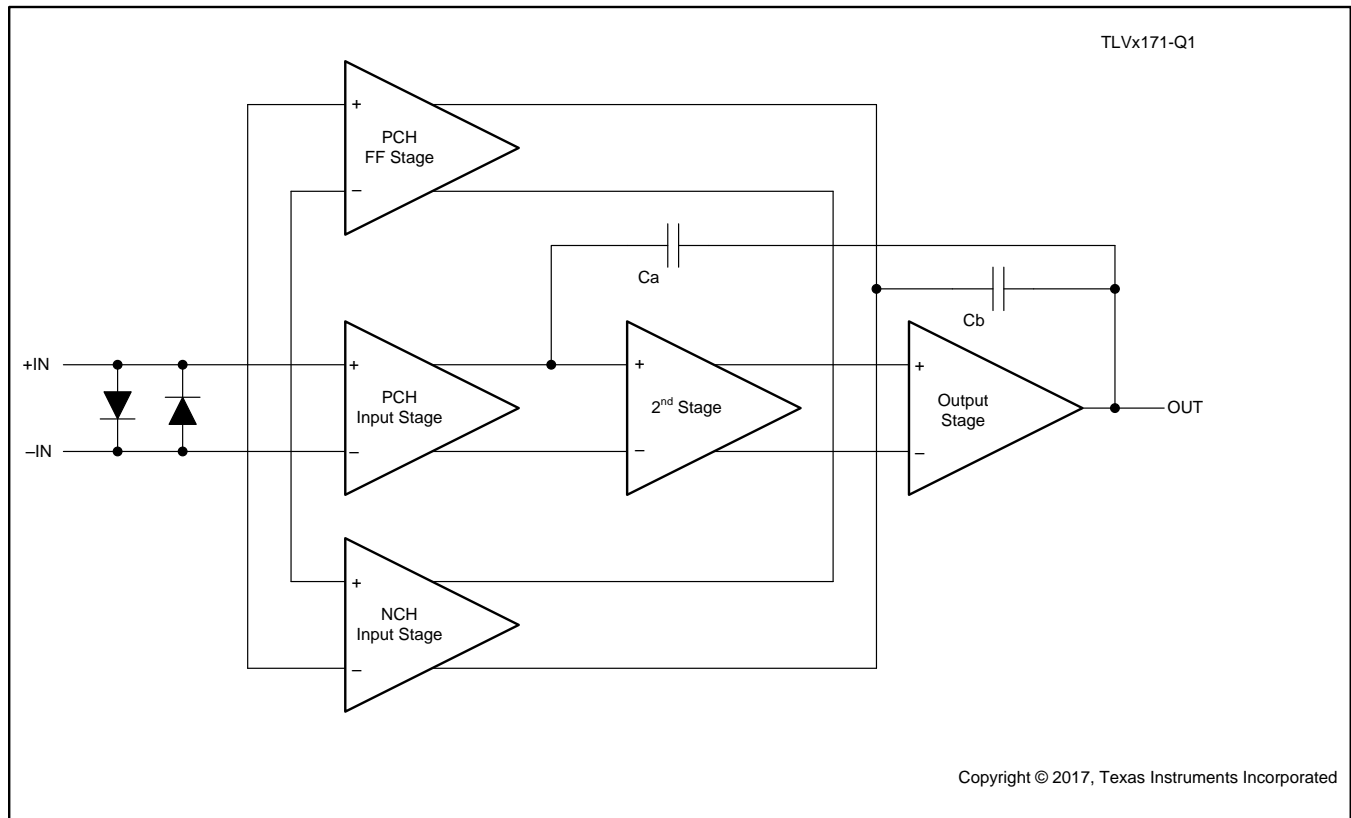 TLVx171-Q1
+
PCH
FF Stage
–
Ca
Cb
+IN
+
PCH
Input Stage
–
+
2nd Stage
–
+
Output
Stage
–
OUT
–IN
+
NCH
Input Stage
–
Copyright © 2017, Texas Instruments Incorporated